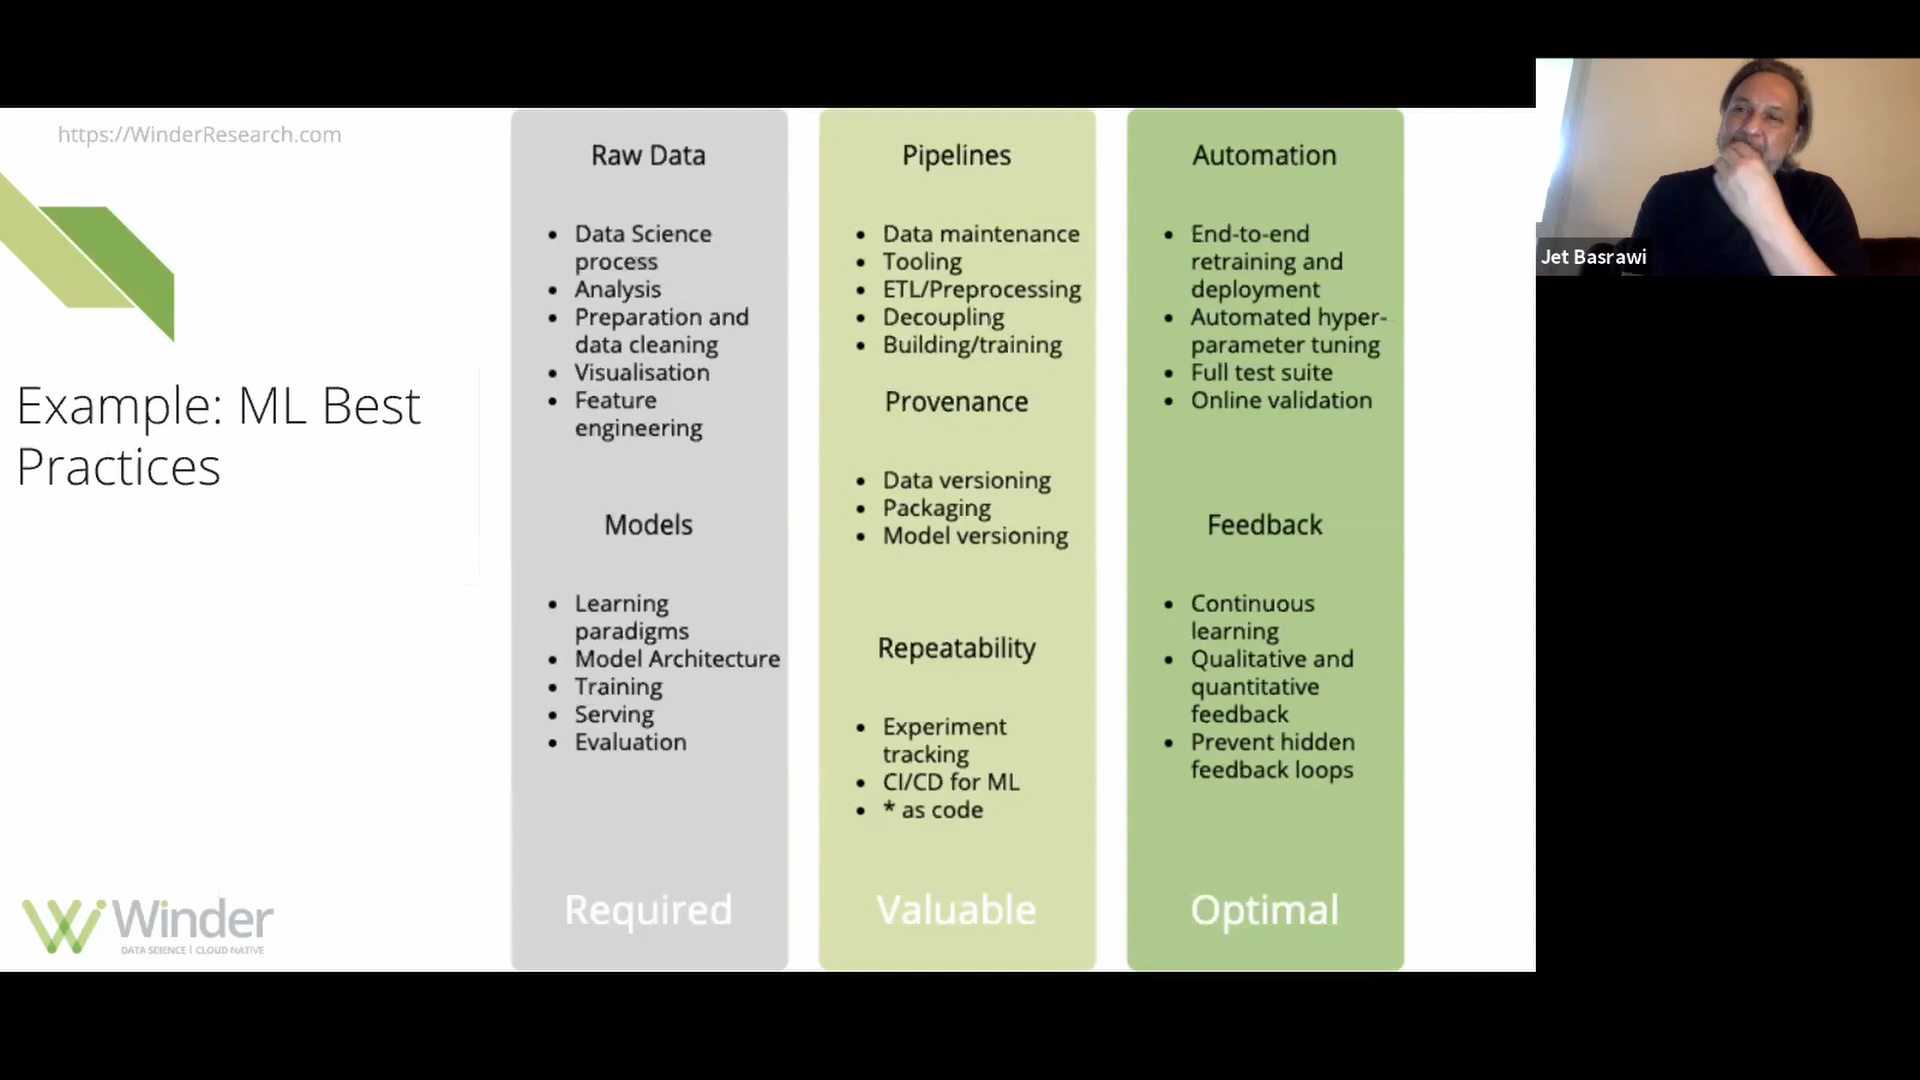 https://WinderResearch.com
Example: ML Best
Practices
Raw Data
• Data Science
process
• Analysis
• Preparation and
data cleaning
• Visualisation
• Feature
engineering
Models
• Learning
paradigms
• Model Architecture
• Training
• Serving
• Evaluation
Required
Pipelines
• Data maintenance
• Tooling
• ETL/Preprocessing
• Decoupling
• Building/training
Provenance
• Data versioning
• Packaging
• Model versioning
Repeatability
• Experiment
tracking
• CI/CD for ML
• * as code
Valuable
Automation
• End-to-end
retraining and
deployment
• Automated hyper-
parameter tuning
• Full test suite
• Online validation
Feedback
• Continuous
learning
• Qualitative and
quantitative
feedback
• Prevent hidden
feedback loops
Optimal
Winder
DATA SCIENCE | CLOUD NATIVE
Jet Basrawi